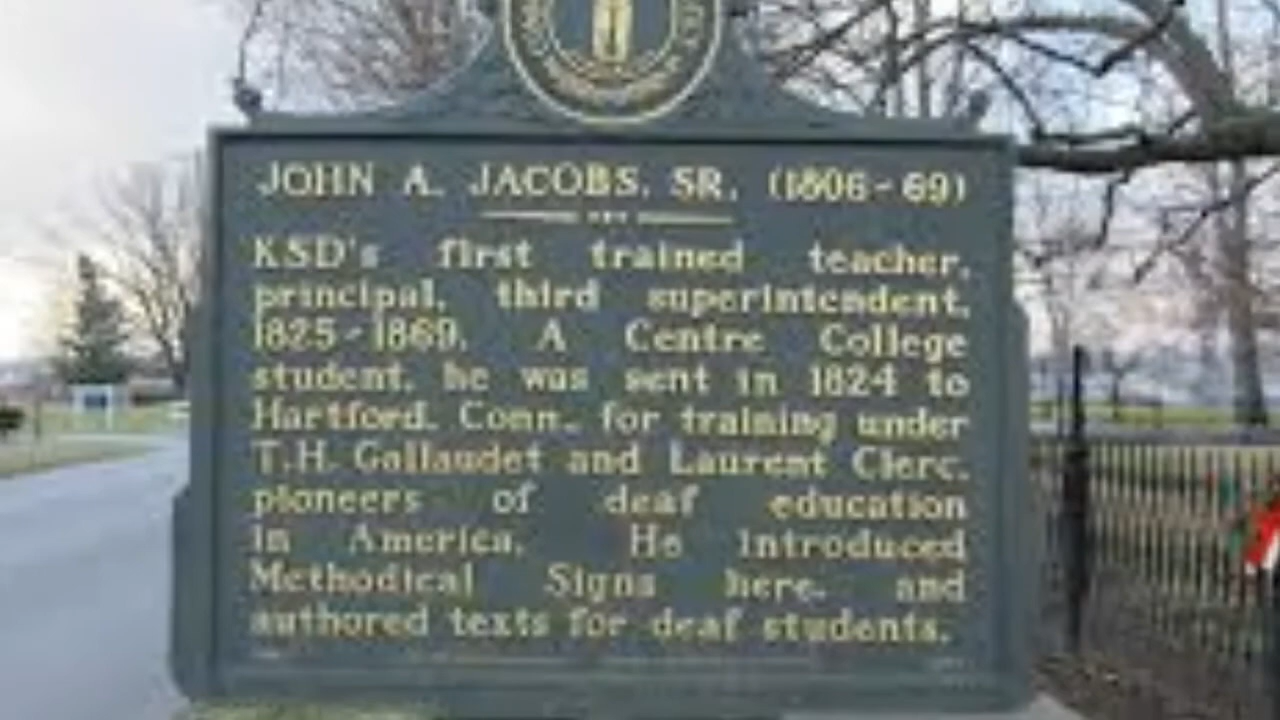 JOHN A. JACOBS, SR. (1806-69)
KSD's first trained teacher,
principal, third superintendent,
1825-1869. A Centre College
student, he was sent in 1824 to
Hartford, Conn., for training under
T.H. Gallaudet and Laurent Clerc,
pioneers of deaf education
in America. He introduced
Methodical Signs here, and
authored texts for deaf students.